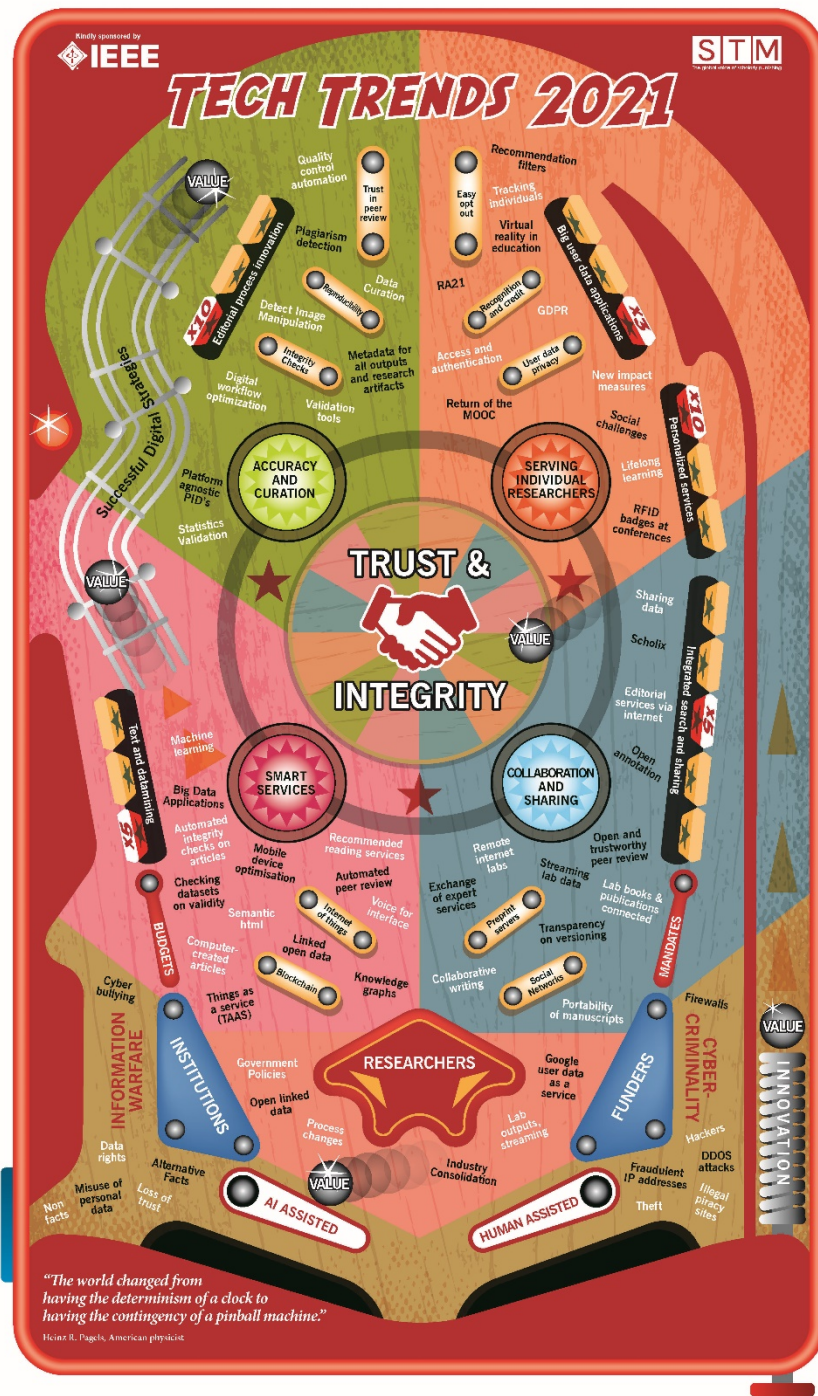 Kindly sponsored by
IEEE
STM
The global voice of scholarly publishing
TECH TRENDS 2021
VALUE
Quality
control
automation
Trust
in
peer
review
Plagiarism
detection
Editorial process innovation
x10
Reproducibility
Data
Curation
Detect Image
Manipulation
Integrity
Checks
Metadata for
all outputs
and research
artifacts
Digital
workflow
optimization
Validation
tools
Successful Digital Strategies
Platform
agnostic
PID's
Statistics
Validation
ACCURACY
AND
CURATION
Recommendation
filters
Easy
opt
out
Tracking
individuals
Virtual
reality in
education
Big user data applications
x3
RA21
Recognition
and credit
GDPR
Access and
authentication
User data
privacy
Return of the
MOOC
New impact
measures
Social
challenges
x10
Personalized services
Lifelong
learning
RFID
badges at
conferences
SERVING
INDIVIDUAL
RESEARCHERS
TRUST &
INTEGRITY
VALUE
VALUE
Sharing
data
Scholix
Editorial
services via
internet
Open
annotation
Integrated search and sharing
x5
Text and datamining
x5
Machine
learning
Big Data
Applications
Automated
integrity
checks on
articles
SMART
SERVICES
COLLABORATION
AND
SHARING
Mobile
device
optimisation
Recommended
reading services
Automated
peer review
Checking
datasets
on validity
Semantic
html
Internet
of things
Voice for
interface
Computer-
created
articles
Linked
open data
Blockchain
Knowledge
graphs
Things as
a service
(TAAS)
BUDGETS
Remote
internet
labs
Open and
trustworthy
peer review
Streaming
lab data
Exchange
of expert
services
Lab books &
publications
connected
Preprint
servers
Transparency
on versioning
Collaborative
writing
Social
Networks
Portability
of manuscripts
MANDATES
Cyber
bullying
INFORMATION
WARFARE
INSTITUTIONS
Government
Policies
Open linked
data
Process
changes
RESEARCHERS
Google
user data
as a
service
Lab
outputs,
streaming
Industry
Consolidation
VALUE
FUNDERS
Firewalls
CYBER-
CRIMINALITY
VALUE
INNOVATION
Hackers
DDOS
attacks
Fraudulent
IP addresses
Theft
Illegal
piracy
sites
Data
rights
Alternative
Facts
Non
facts
Misuse of
personal
data
Loss of
trust
AI ASSISTED
HUMAN ASSISTED
“The world changed from
having the determinism of a clock to
having the contingency of a pinball machine.”
Heinz R. Pagels, American physicist